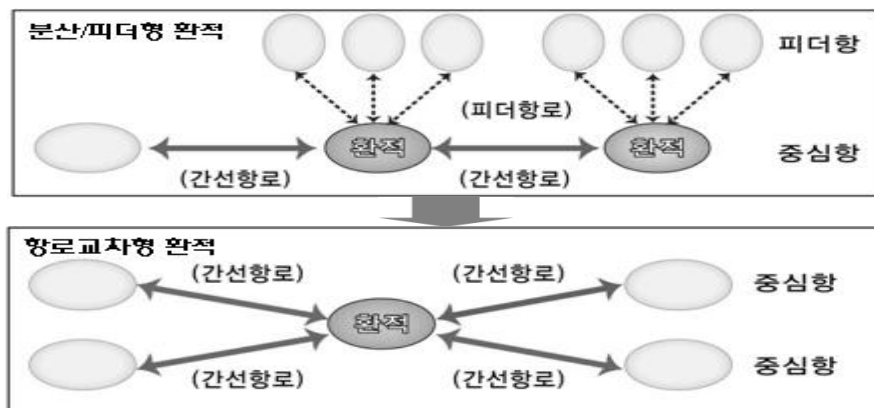 분산/피더형 환적
피더항
(피더항로)
환적
환적
중심항
(간선항로)
(간선항로)
항로교차형 환적
(간선항로)
(간선항로)
중심항
환적
중심항
(간선항로)
(간선항로)